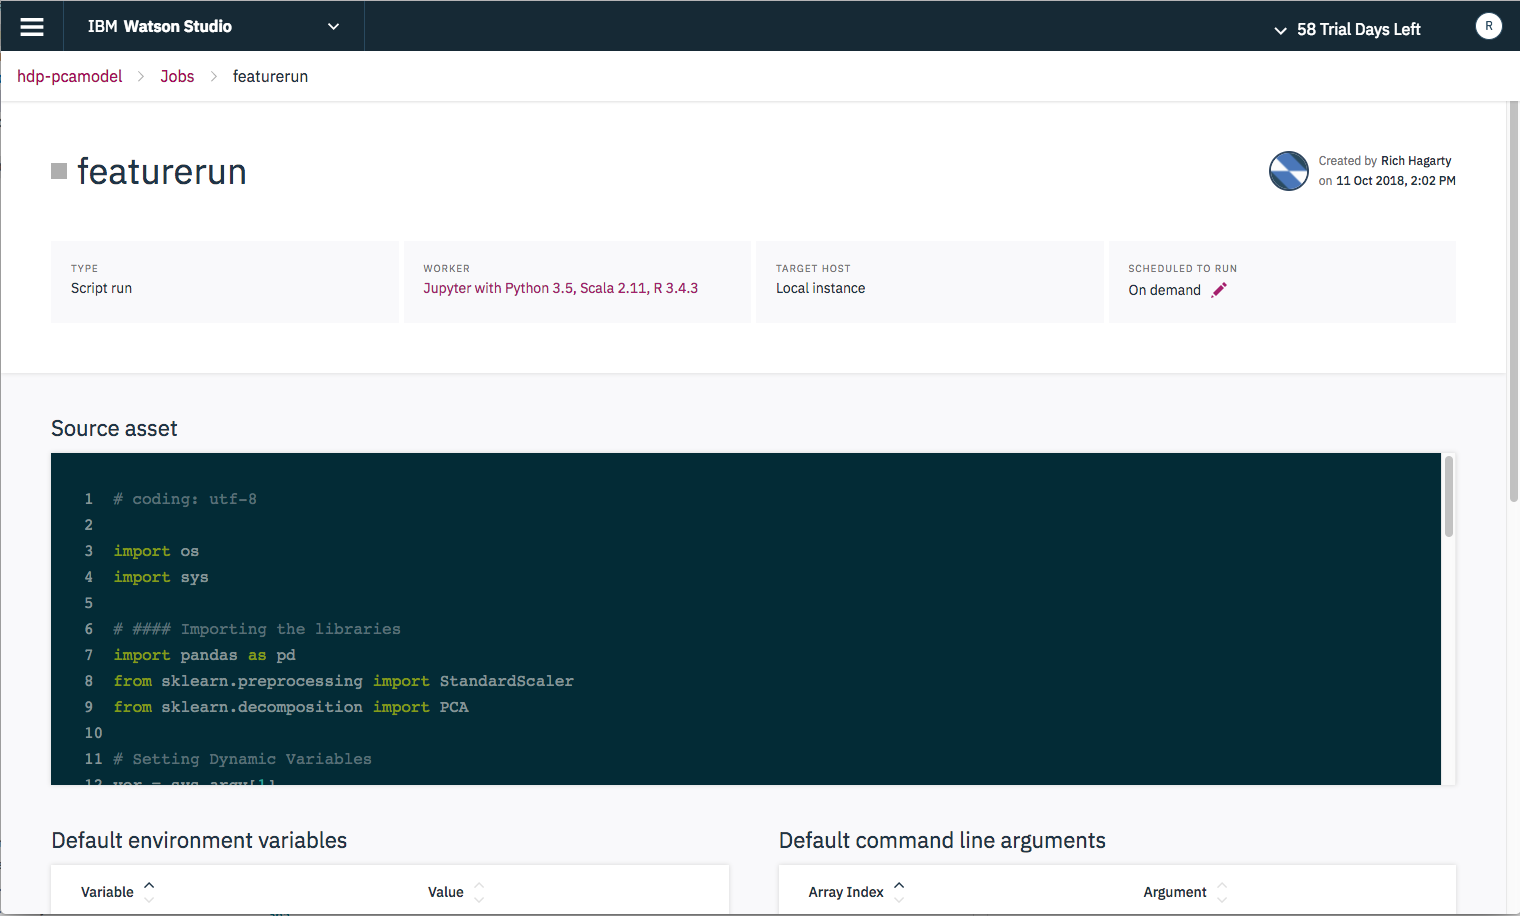 IBM Watson Studio
58 Trial Days Left
R
hdp-pcamodel > Jobs > featurerun
featurerun
Created by Rich Hagarty
on 11 Oct 2018, 2:02 PM
TYPE
Script run
WORKER
Jupyter with Python 3.5, Scala 2.11, R 3.4.3
TARGET HOST
Local instance
SCHEDULED TO RUN
On demand
Source asset
1 # coding: utf-8
2
3 import os
4 import sys
5
6 # #### Importing the libraries
7 import pandas as pd
8 from sklearn.preprocessing import StandardScaler
9 from sklearn.decomposition import PCA
10
11 # Setting Dynamic Variables
12 ver = sys.argv[1]
Default environment variables
Variable Value
Default command line arguments
Array Index Argument